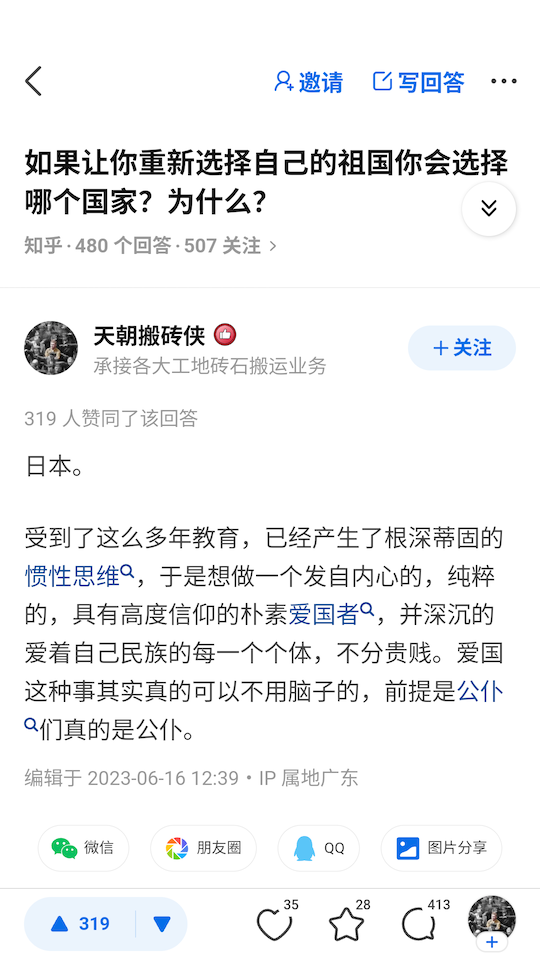 邀请 写回答
如果让你重新选择自己的祖国你会选择
哪个国家？为什么？
知乎·480 个回答·507 关注 >
天朝搬砖侠
承接各大工地砖石搬运业务
+关注
319 人赞同了该回答
日本。
受到了这么多年教育，已经产生了根深蒂固的
惯性思维，于是想做一个发自内心的，纯粹
的，具有高度信仰的朴素爱国者，并深沉的
爱着自己民族的每一个个体，不分贵贱。爱国
这种事其实真的可以不用脑子的，前提是公仆
们真的是公仆。
编辑于 2023-06-16 12:39·IP 属地广东
微信 朋友圈 QQ 图片分享
319 35 28 413